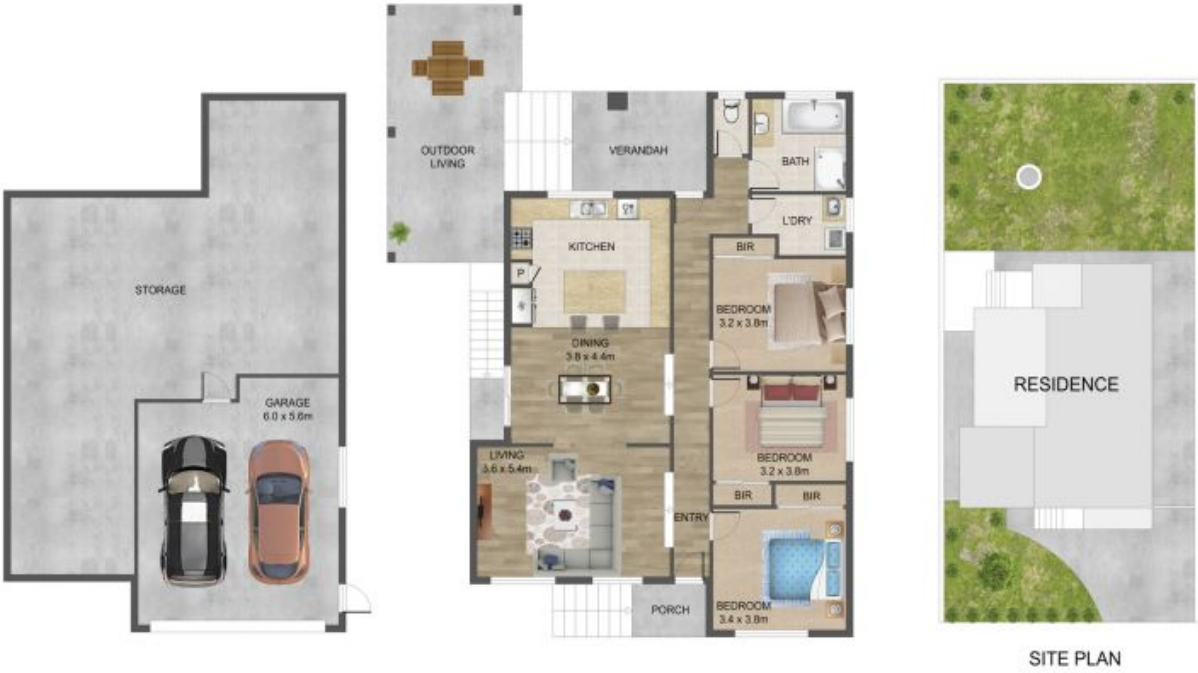 STORAGE
GARAGE
6.0 x 5.6m
OUTDOOR
LIVING
VERANDAH
BATH
L'DRY
KITCHEN
P
BIR
BEDROOM
3.2 x 3.8m
DINING
3.8 x 4.4m
BEDROOM
3.2 x 3.8m
LIVING
3.6 x 5.4m
BIR
BIR
ENTRY
BEDROOM
3.4 x 3.8m
PORCH
RESIDENCE
SITE PLAN